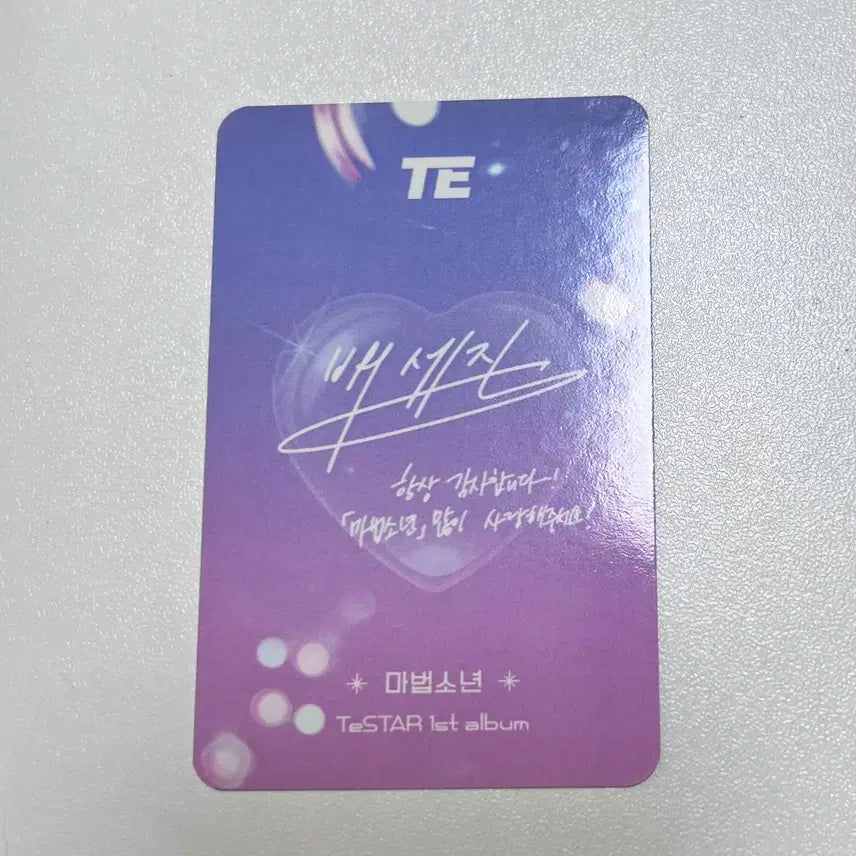 TE
배세진
항상 감사합니다!
「마법소년」 많이 사랑해주세요!
마법소년
TeSTAR 1st album